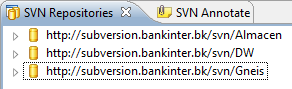 SVN Repositories SVN Annotate
http://subversion.bankinter.bk/svn/Almacen
http://subversion.bankinter.bk/svn/DW
http://subversion.bankinter.bk/svn/Gneis